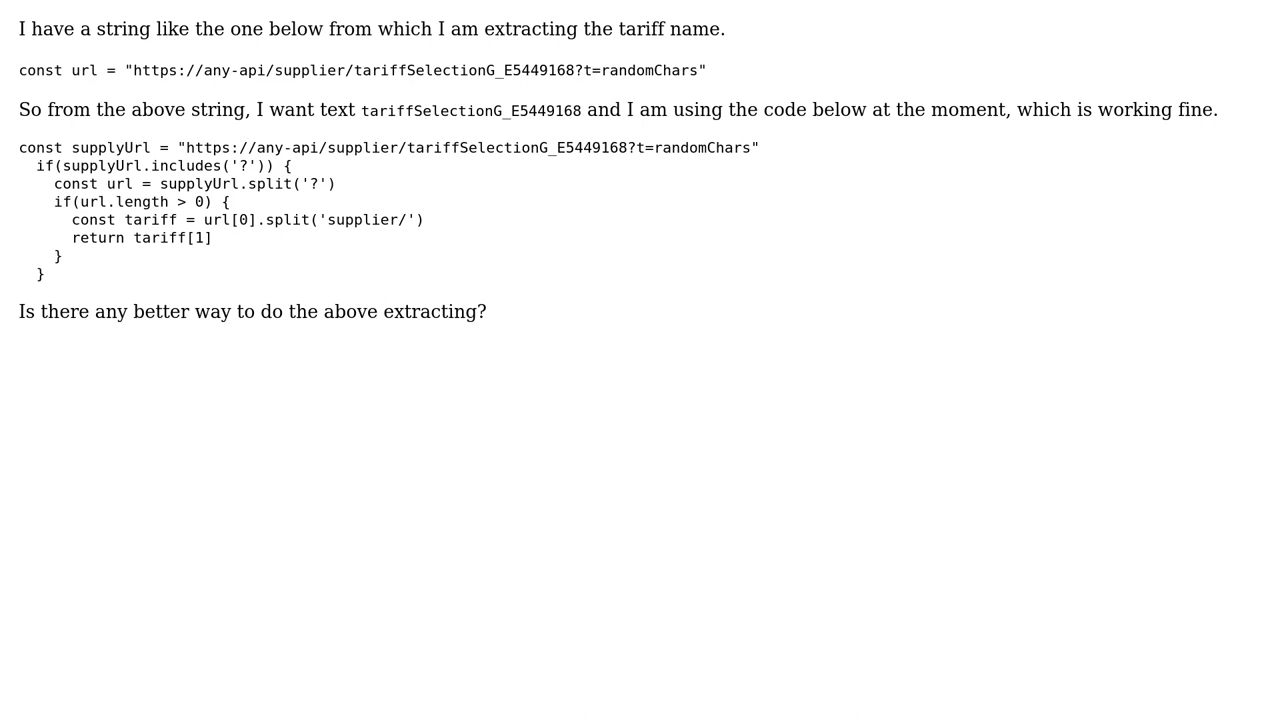 I have a string like the one below from which I am extracting the tariff name.
const url = "https://any-api/supplier/tariffSelectionG_E5449168?t=randomChars"
So from the above string, I want text tariffSelectionG_E5449168 and I am using the code below at the moment, which is working fine.
const supplyUrl = "https://any-api/supplier/tariffSelectionG_E5449168?t=randomChars"
  if(supplyUrl.includes('?')) {
    const url = supplyUrl.split('?')
    if(url.length > 0) {
      const tariff = url[0].split('supplier/')
      return tariff[1]
    }
  }
Is there any better way to do the above extracting?